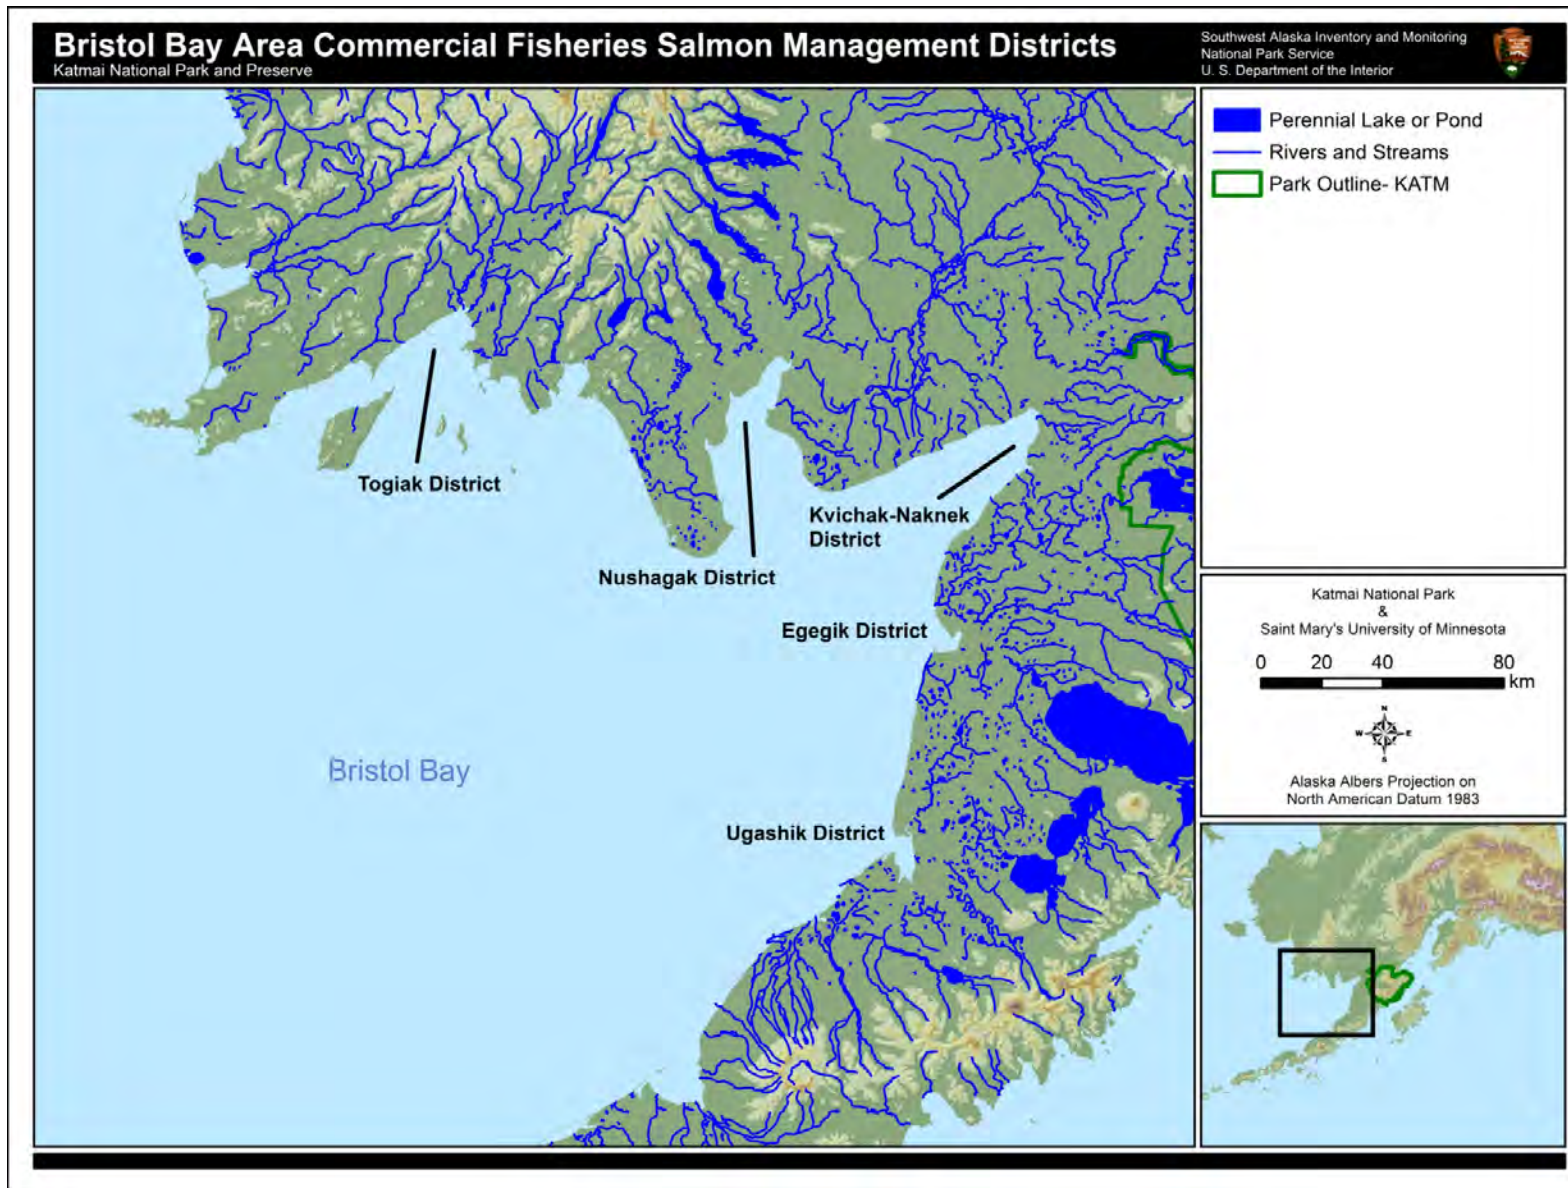 Bristol Bay Area Commercial Fisheries Salmon Management Districts
Katmai National Park and Preserve
Southwest Alaska Inventory and Monitoring
National Park Service
U. S. Department of the Interior
Perennial Lake or Pond
Rivers and Streams
Park Outline- KATM
Togiak District
Kvichak-Naknek
District
Nushagak District
Egegik District
Bristol Bay
Ugashik District
Katmai National Park
&
Saint Mary's University of Minnesota
0 20 40 80
km
N
W E
S
Alaska Albers Projection on
North American Datum 1983